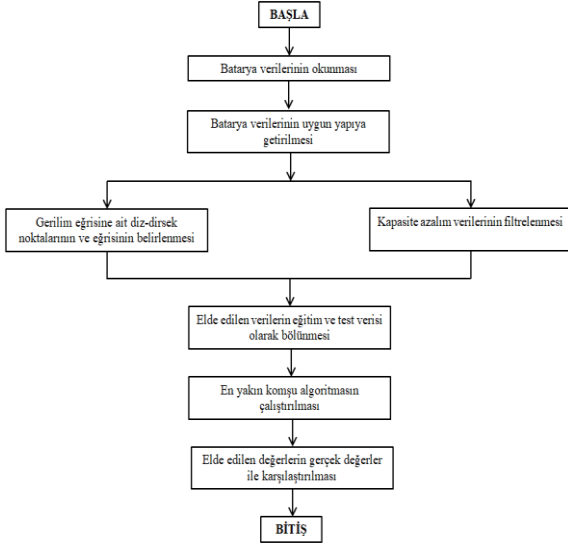 BAŞLA
Batarya verilerinin okunması
Batarya verilerinin uygun yapıya
getirilmesi
Gerilim eğrisine ait diz-dirsek
noktalarının ve eğrisinin belirlenmesi
Kapasite azalım verilerinin filtrelenmesi
Elde edilen verilerin eğitim ve test verisi
olarak bölünmesi
En yakın komşu algoritmasın
çalıştırılması
Elde edilen değerlerin gerçek değerler
ile karşılaştırılması
BİTİŞ